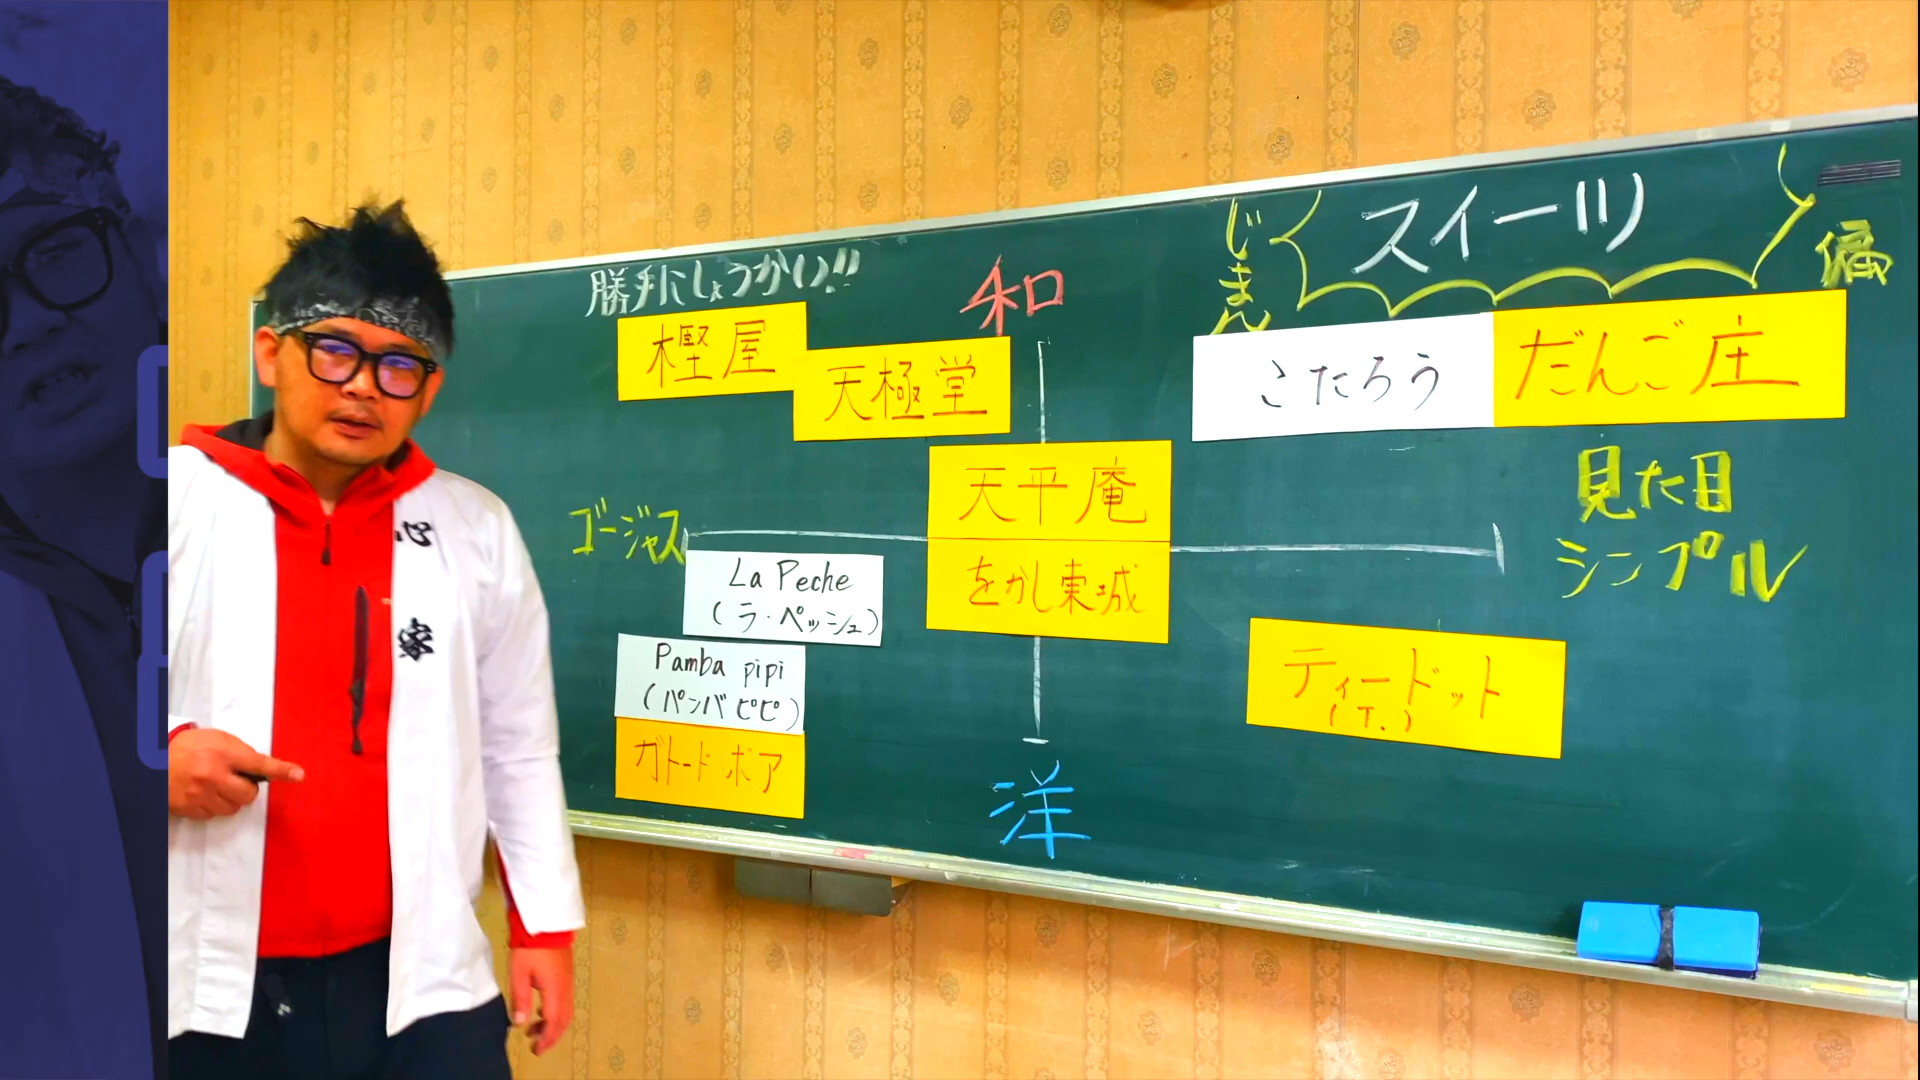 勝手にしょうかい!!
じまん
スイーツ
編
和
樫屋
天極堂
こたろう
だんご庄
天平庵
をかし東城
ゴージャス
見た目
シンプル
La Peche
(ラ・ペッシュ)
Pamba pipi
(パンバピピ)
ガトード・ボア
ティードット
(T.)
洋
心
家